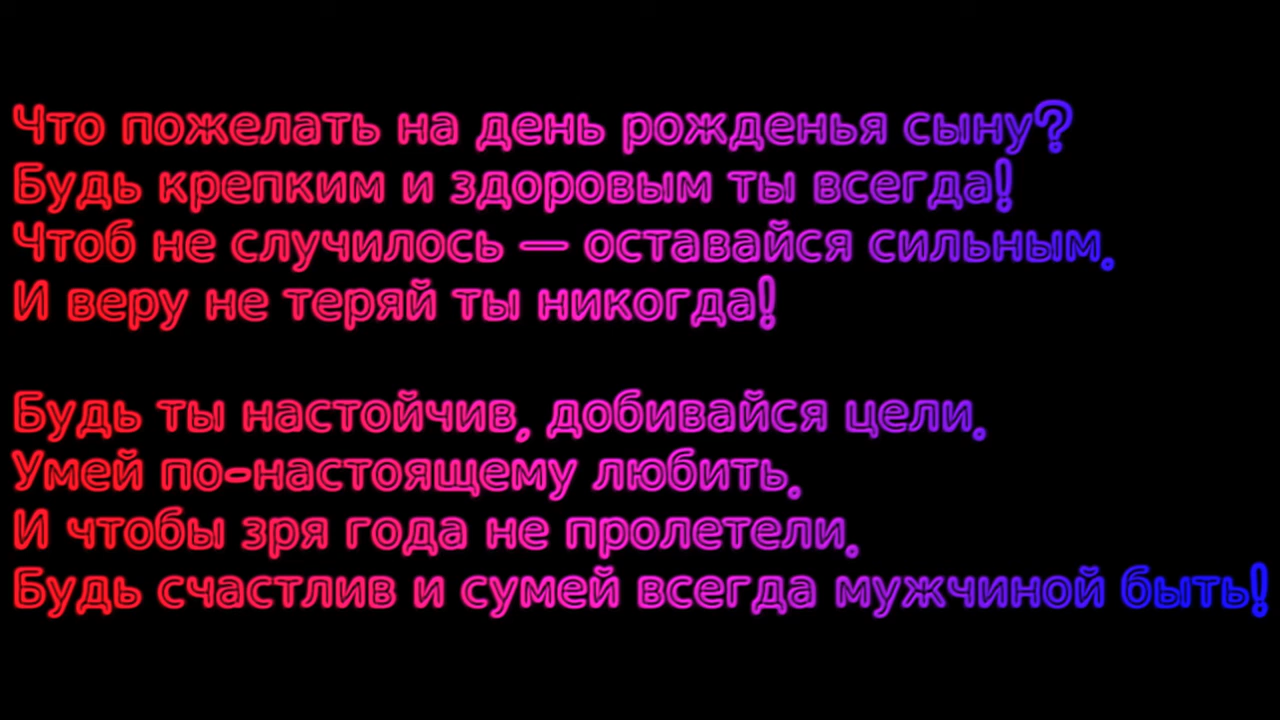 Что пожелать на день рожденья сыну?
Будь крепким и здоровым ты всегда!
Чтоб не случилось — оставайся сильным.
И веру не теряй ты никогда!
Будь ты настойчив, добивайся цели.
Умей по-настоящему любить.
И чтобы зря года не пролетели.
Будь счастлив и сумей всегда мужчиной быть!